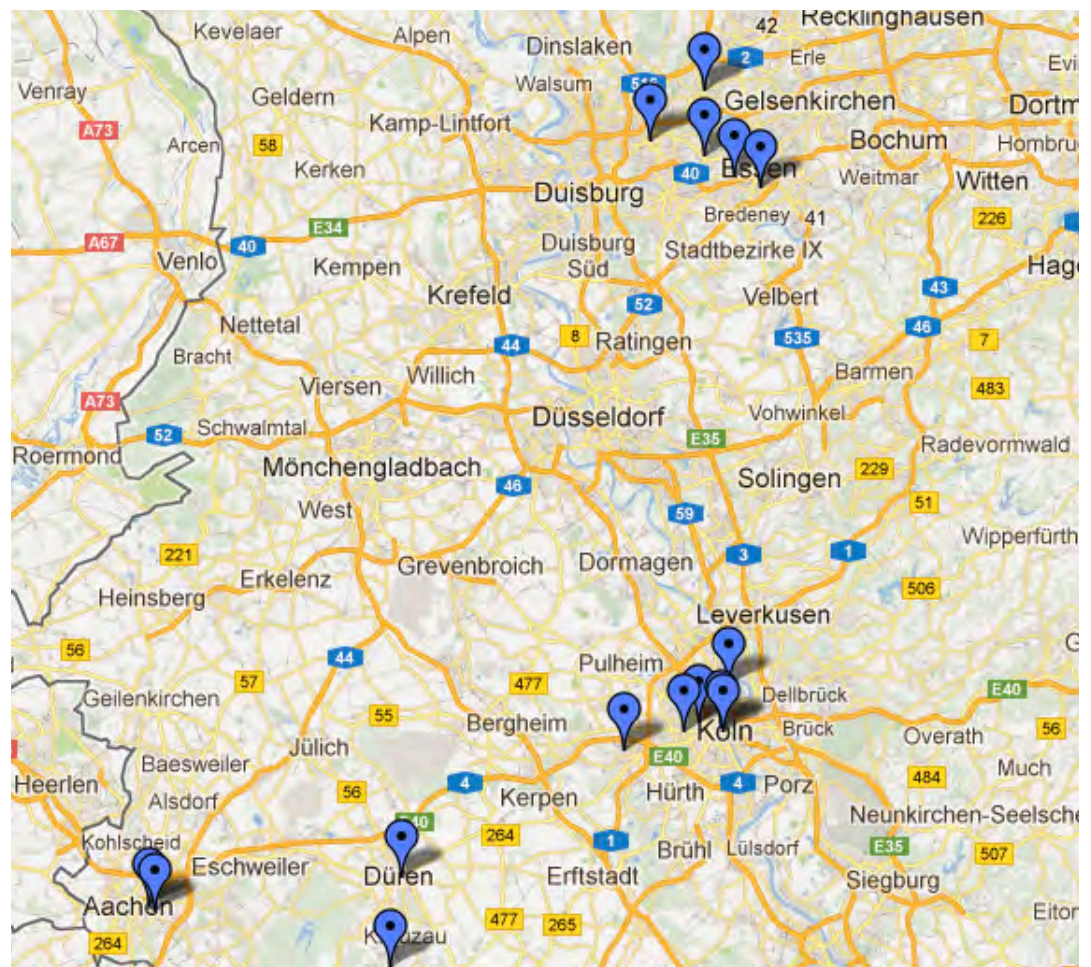 Recklinghausen
42
Kevelaer
Alpen
Dinslaken
2
Erle
Walsum
Venray
Geldern
Gelsenkirchen
Dortm
A73
Kamp-Lintfort
Arcen
58
Bochum
Hombru
Kerken
40
Essen
Weitmar
Witten
Duisburg
Bredeney
41
226
E34
A67
40
Duisburg
Süd
Stadtbezirke IX
Venlo
Kempen
Hage
Krefeld
52
Velbert
43
Nettetal
46
8
535
7
Bracht
44
Ratingen
Viersen
Willich
Barmen
483
A73
Düsseldorf
Vohwinkel
Schwalmtal
52
E35
Radevormwald
Roermond
Mönchengladbach
Solingen
229
46
51
West
59
Wipperfürth
221
3
1
Dormagen
Erkelenz
Grevenbroich
506
Heinsberg
Leverkusen
56
44
Pulheim
57
477
Geilenkirchen
Dellbrück
E40
55
Bergheim
Köln
Brück
56
Jülich
Overath
Baesweiler
E40
Much
Heerlen
4
4
Porz
484
56
Kerpen
Hürth
Alsdorf
Neunkirchen-Seelsche
E40
264
Kohlscheid
1
Brühl
Lülsdorf
E35
507
Eschweiler
Düren
Erftstadt
Siegburg
Aachen
477
265
Eitor
264